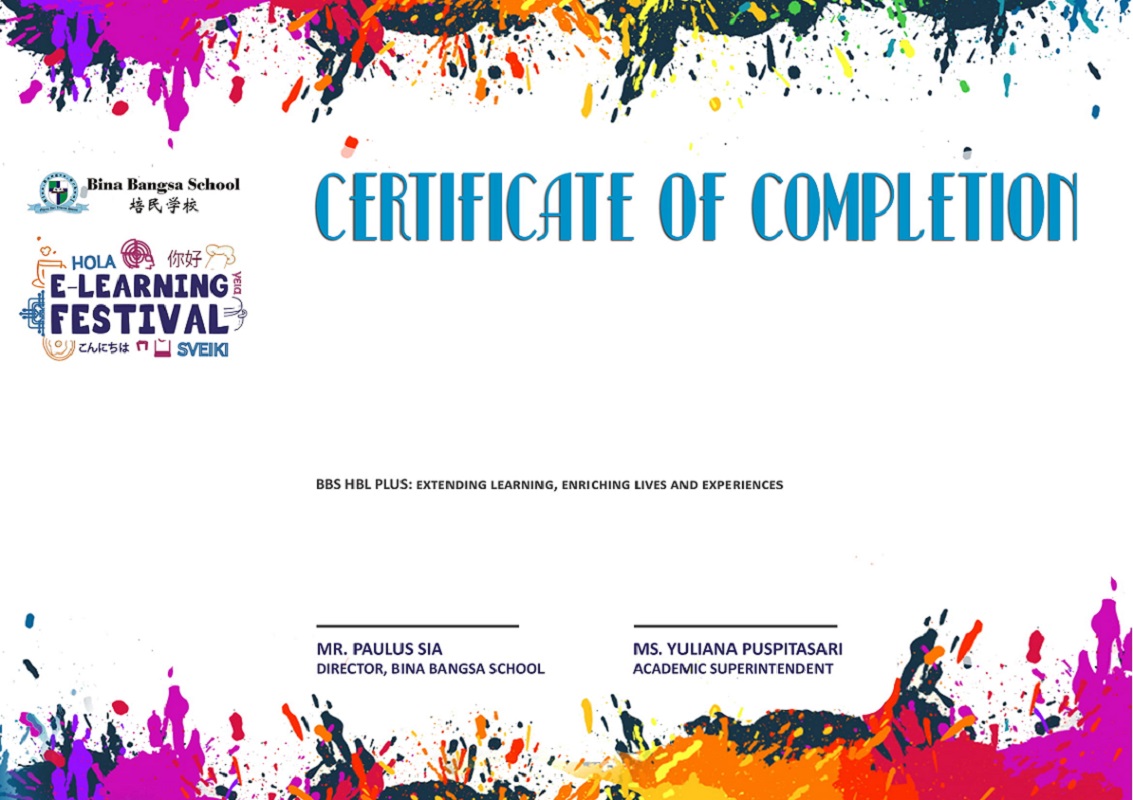 Bina Bangsa School
培民学校
CERTIFICATE OF COMPLETION
HOLA
你好
E-LEARNING
FESTIVAL
こんにちは
SVEIKI
BBS HBL PLUS: EXTENDING LEARNING, ENRICHING LIVES AND EXPERIENCES
MR. PAULUS SIA
DIRECTOR, BINA BANGSA SCHOOL
MS. YULIANA PUSPITASARI
ACADEMIC SUPERINTENDENT